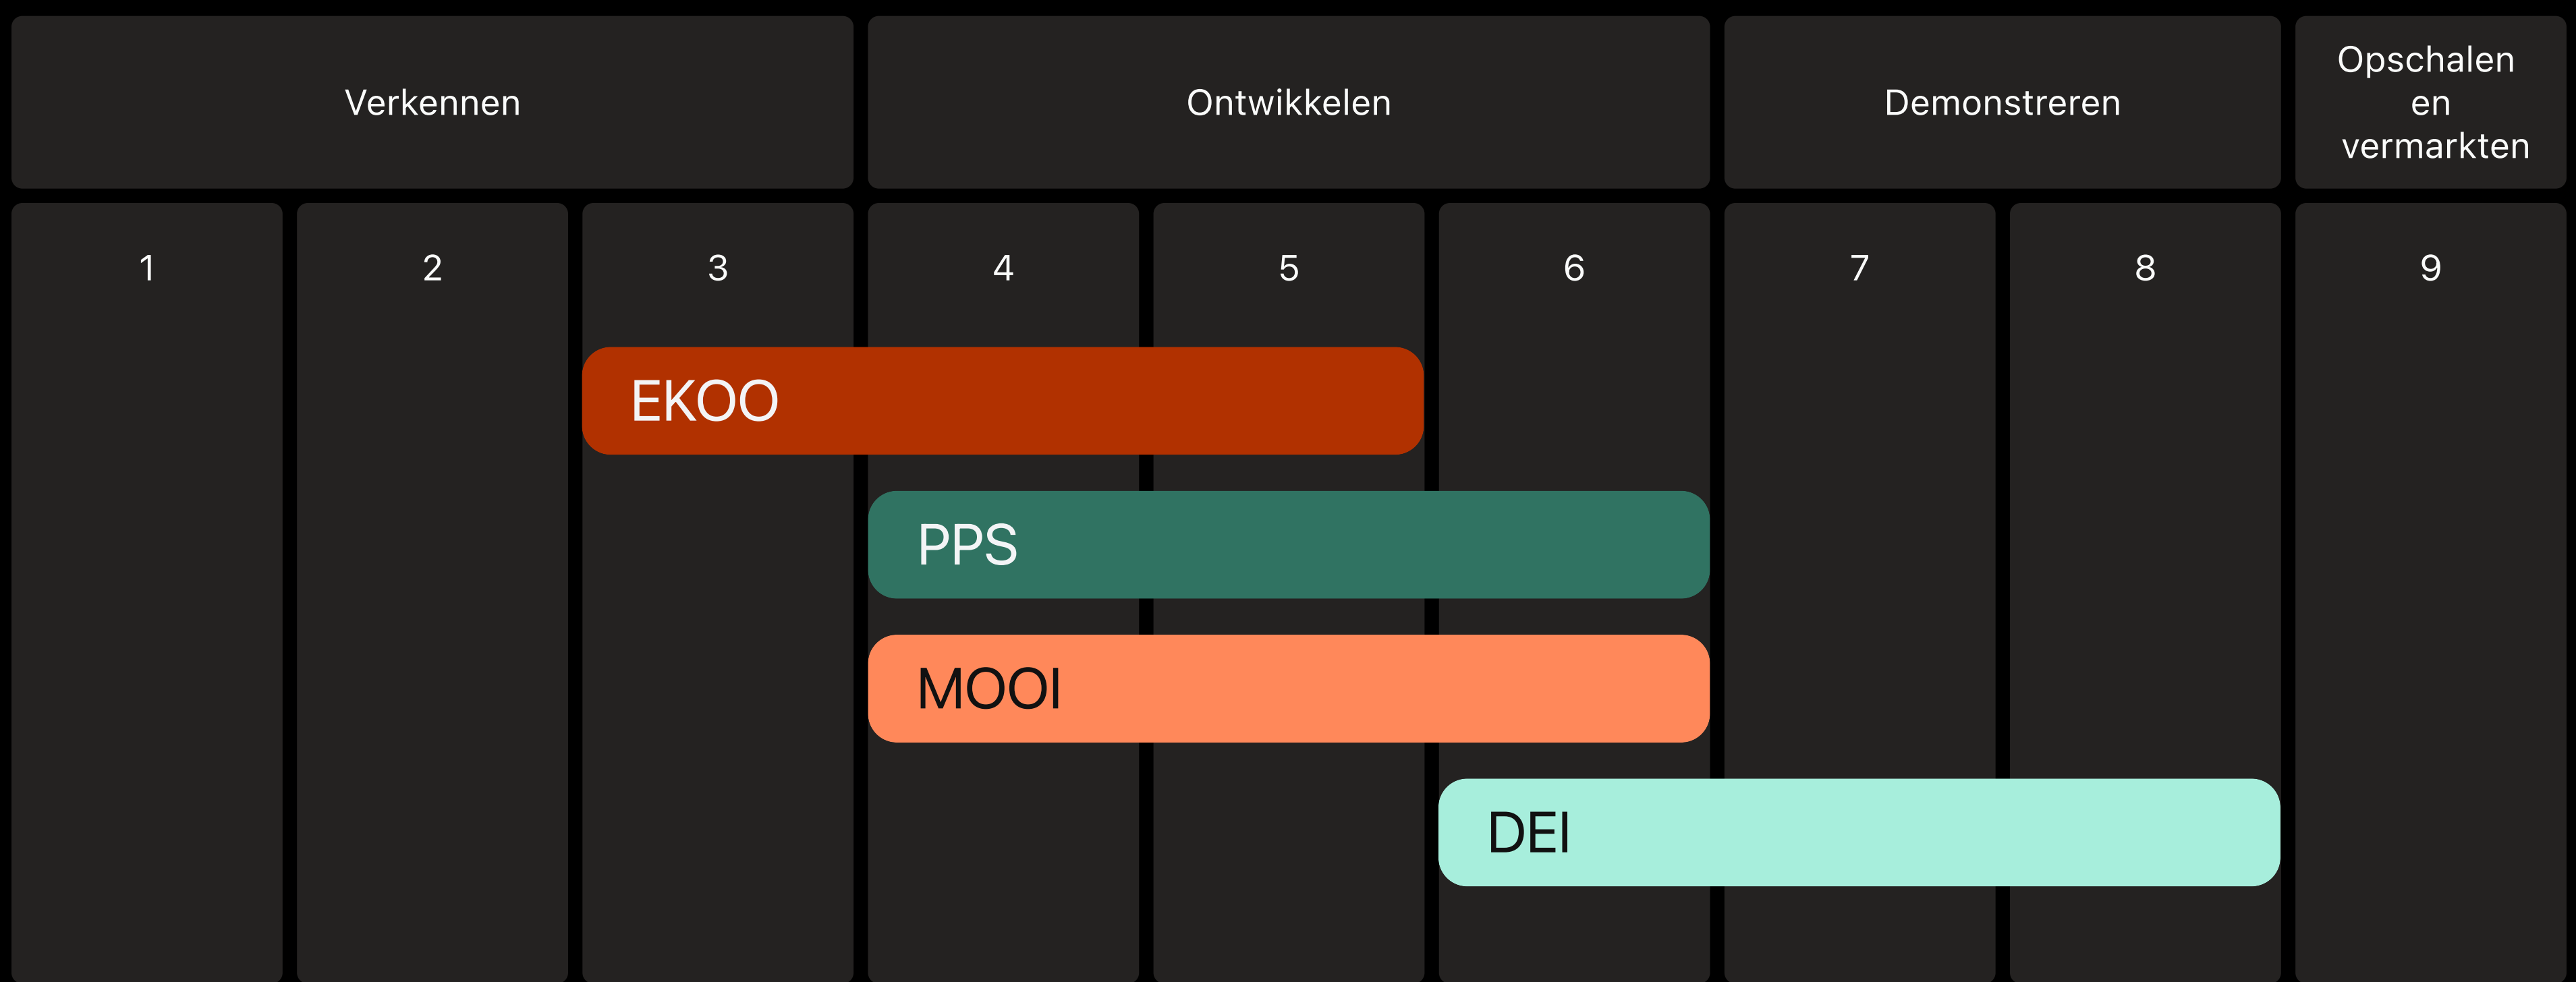 Verkennen
Ontwikkelen
Demonstreren
Opschalen
en
vermarkten
1
2
3
4
5
6
7
8
9
EKOO
PPS
MOOI
DEI